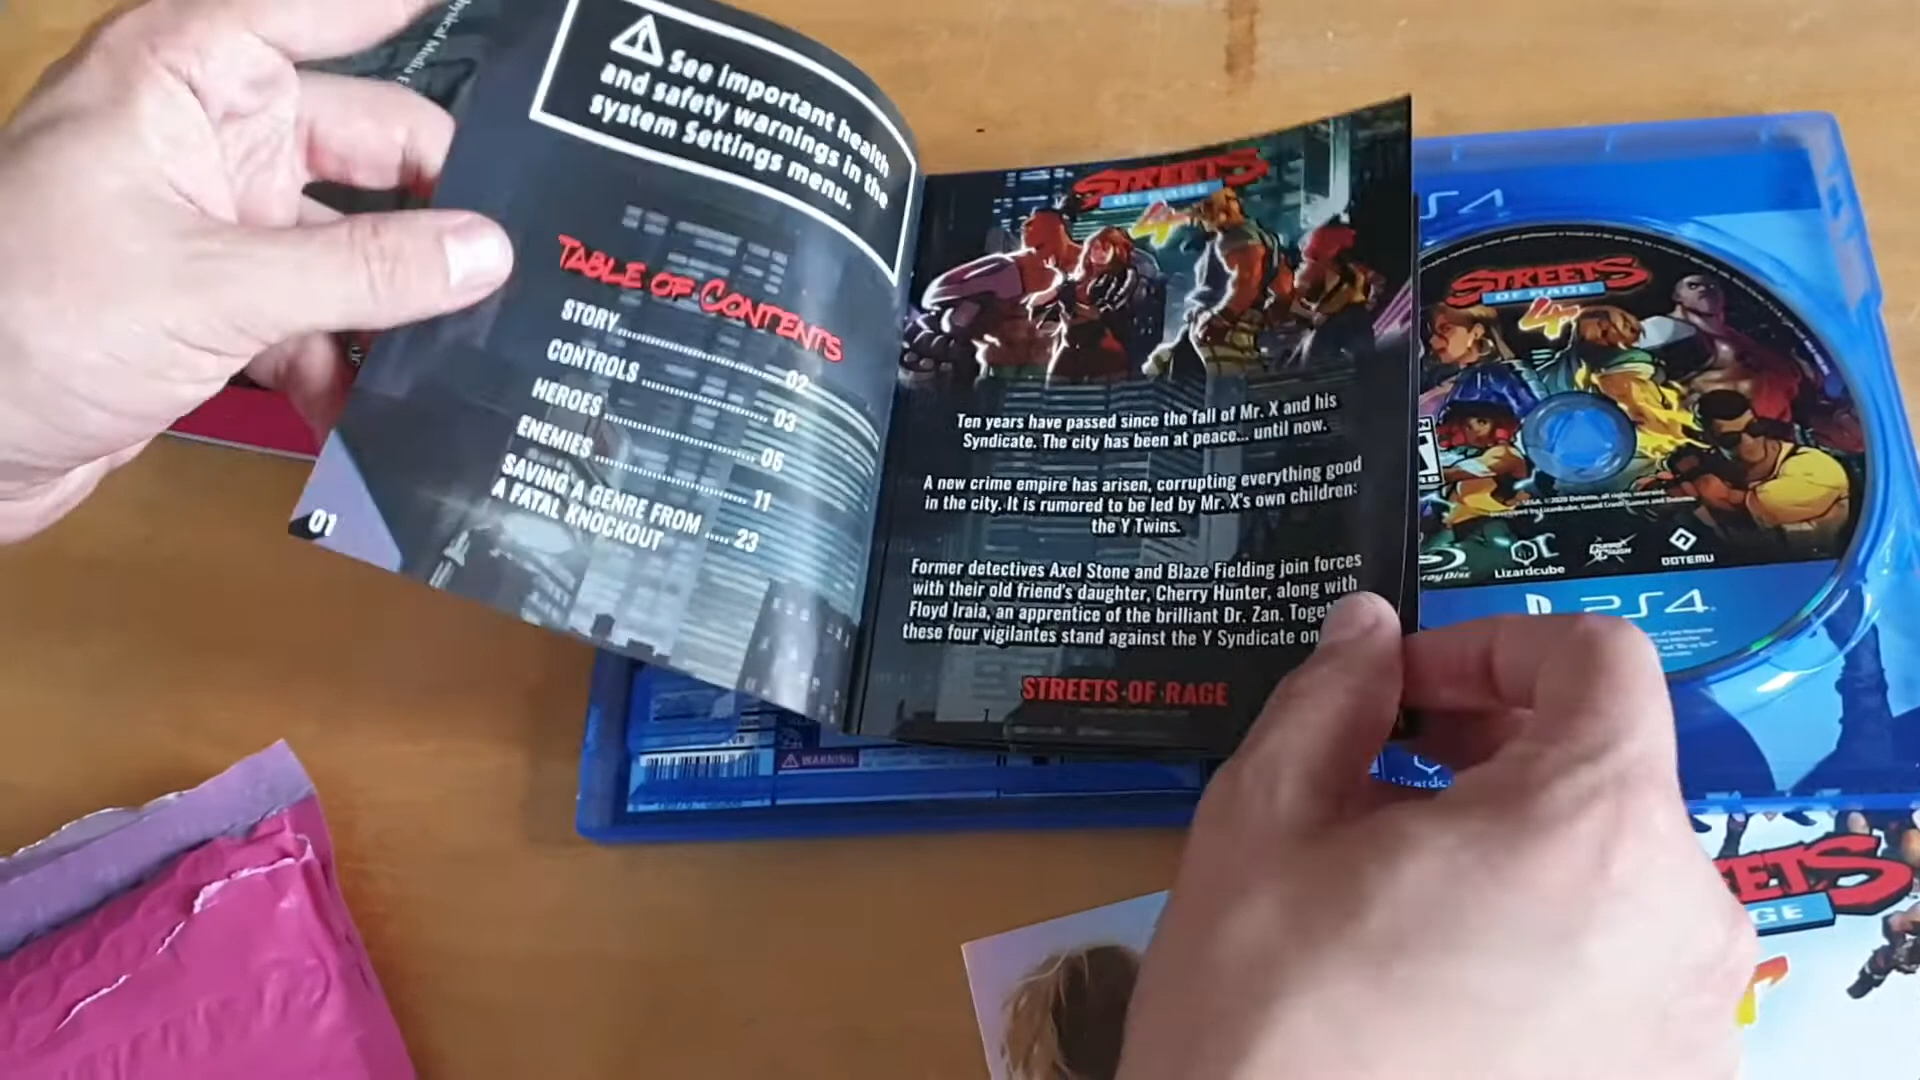 See important health
and safety warnings in the
system Settings menu.
TABLE OF CONTENTS
STORY 02
CONTROLS 03
HEROES 05
ENEMIES 11
SAVING A GENRE FROM
A FATAL KNOCKOUT 23
01
STREETS
OF RAGE
4
Ten years have passed since the fall of Mr. X and his
Syndicate. The city has been at peace... until now.
A new crime empire has arisen, corrupting everything good
in the city. It is rumored to be led by Mr. X's own children:
the Y Twins.
Former detectives Axel Stone and Blaze Fielding join forces
with their old friend's daughter, Cherry Hunter, along with
Floyd Iraia, an apprentice of the brilliant Dr. Zan.
these four vigilantes stand against the Y Syndicate on
STREETS OF RAGE
PS4
STREETS
OF RAGE
4
Lizardcube
DOTEMU
PS4
WARNING